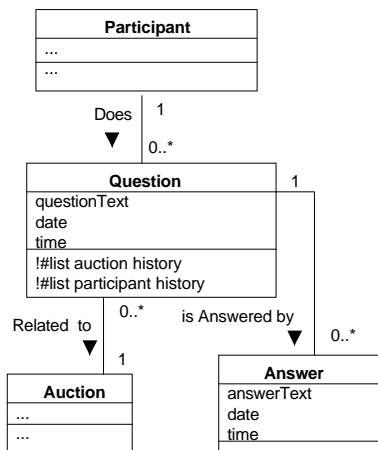 Participant
...
...
Does
1
0..*
Question
1
questionText
date
time
!#list auction history
!#list participant history
0..*
Related to
1
is Answered by
0..*
Auction
...
...
Answer
answerText
date
time